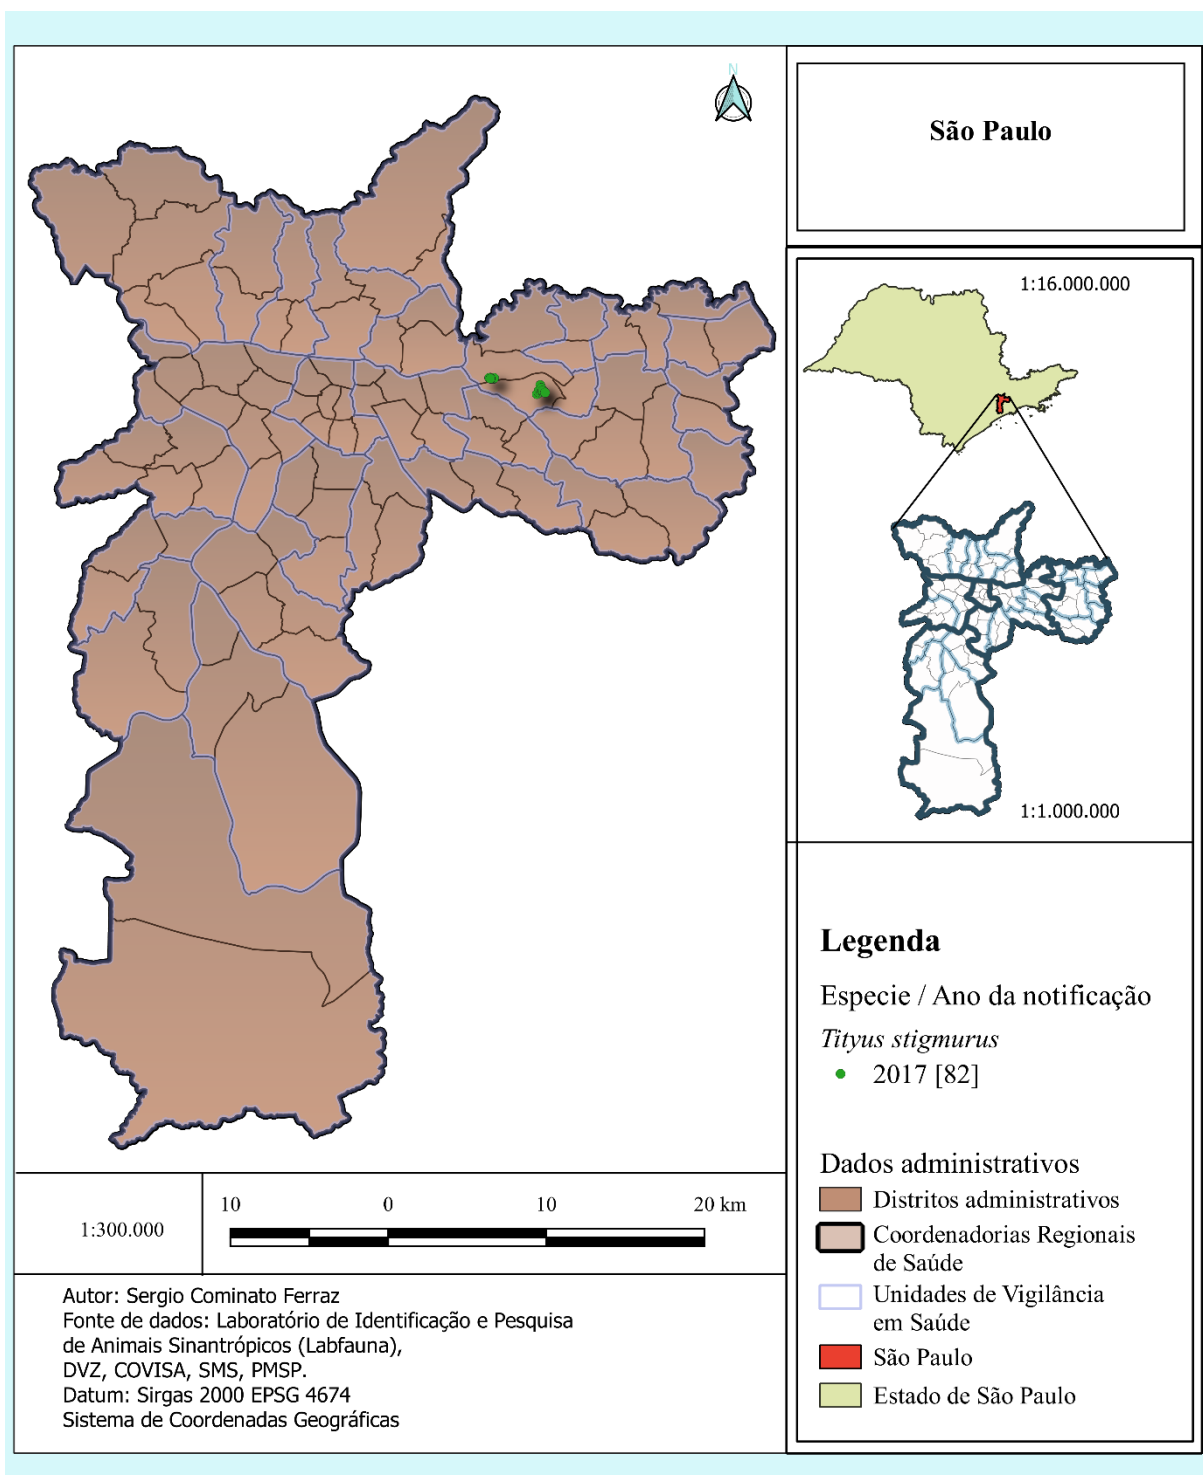 N
São Paulo
1:16.000.000
1:1.000.000
Legenda
Especie / Ano da notificação
Tityus stigmurus
2017 [82]
Dados administrativos
Distritos administrativos
Coordenadorias Regionais
de Saúde
Unidades de Vigilância
em Saúde
São Paulo
Estado de São Paulo
1:300.000
10 0 10 20 km
Autor: Sergio Cominato Ferraz
Fonte de dados: Laboratório de Identificação e Pesquisa
de Animais Sinantrópicos (Labfauna),
DVZ, COVISA, SMS, PMSP.
Datum: Sirgas 2000 EPSG 4674
Sistema de Coordenadas Geográficas